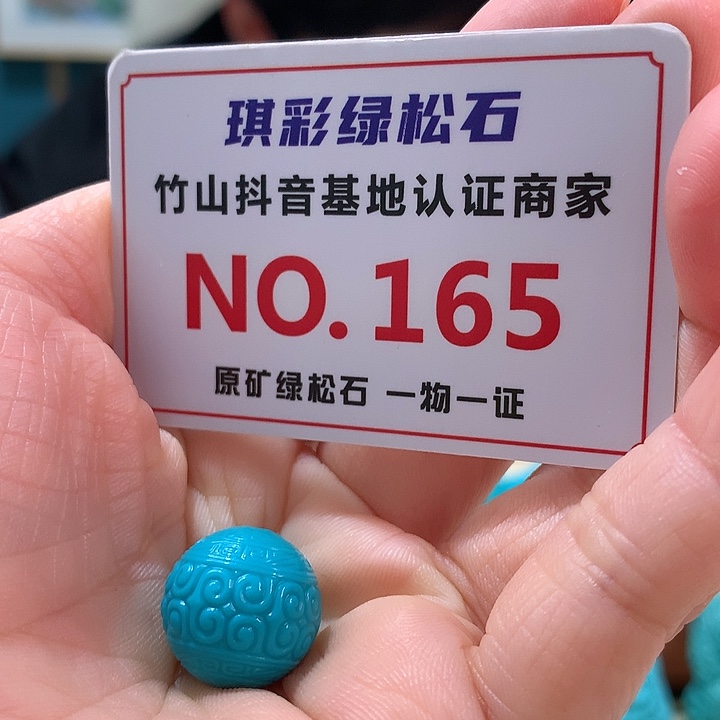 琪彩绿松石
竹山抖音基地认证商家
NO.165
原矿绿松石 一物一证